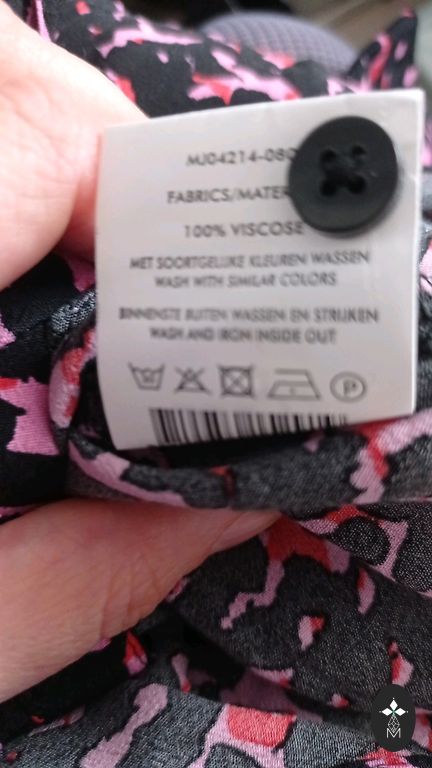 MJ04214-080
FABRICS/MATER
100% VISCOSE
MET SOORTGELIJKE KLEUREN WASSEN
WASH WITH SIMILAR COLORS
BINNENSTE BUITEN WASSEN EN STRIJKEN
WASH AND IRON INSIDE OUT
P
M